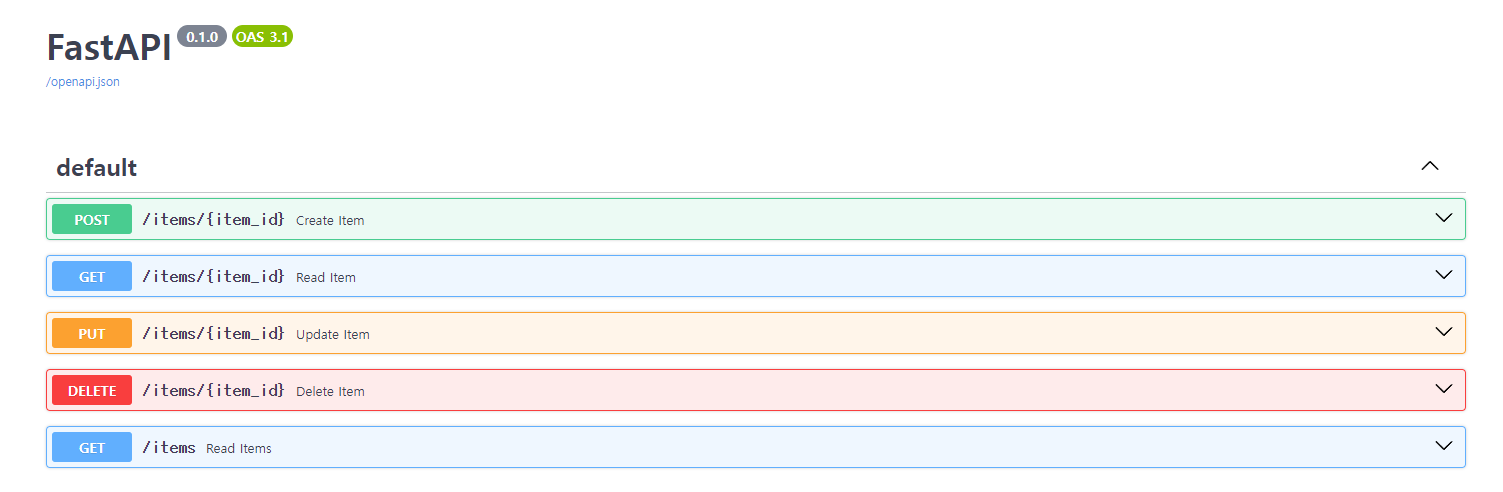 FastAPI 0.1.0 OAS 3.1
/openapi.json
default
POST /items/{item_id} Create Item
GET /items/{item_id} Read Item
PUT /items/{item_id} Update Item
DELETE /items/{item_id} Delete Item
GET /items Read Items